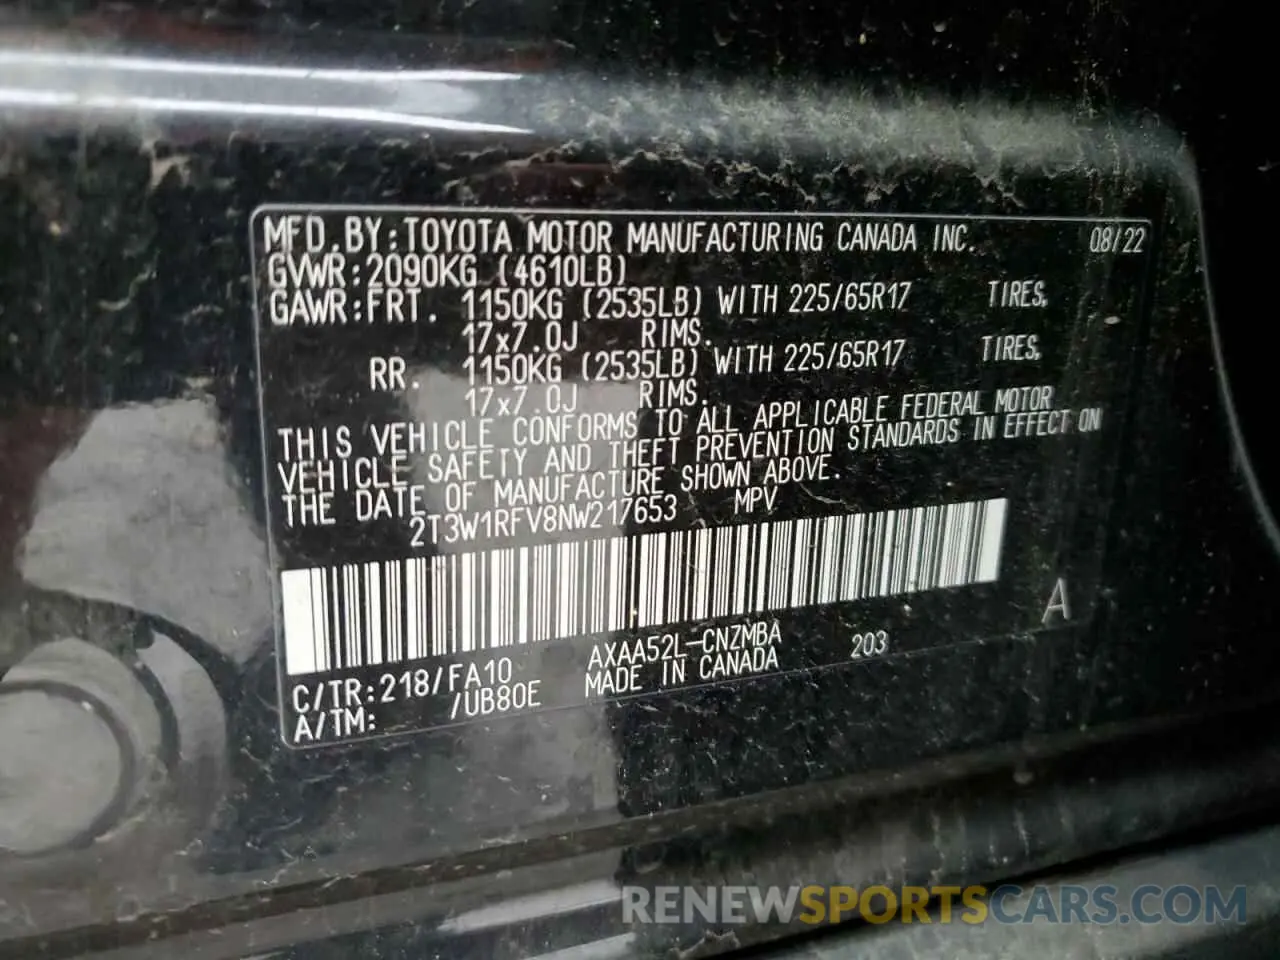 MFD.BY:TOYOTA MOTOR MANUFACTURING CANADA INC. 08/22
GVWR:2090KG (4610LB)
GAWR:FRT. 1150KG (2535LB) WITH 225/65R17 TIRES,
17x7.0J RIMS.
RR. 1150KG (2535LB) WITH 225/65R17 TIRES,
17x7.0J RIMS.
THIS VEHICLE CONFORMS TO ALL APPLICABLE FEDERAL MOTOR
VEHICLE SAFETY AND THEFT PREVENTION STANDARDS IN EFFECT ON
THE DATE OF MANUFACTURE SHOWN ABOVE.
2T3W1RFV8NW217653 MPV
A
C/TR:218/FA10 AXAA52L-CNZMBA 203
A/TM: /UB80E MADE IN CANADA
RENEWSPORTSCARS.COM